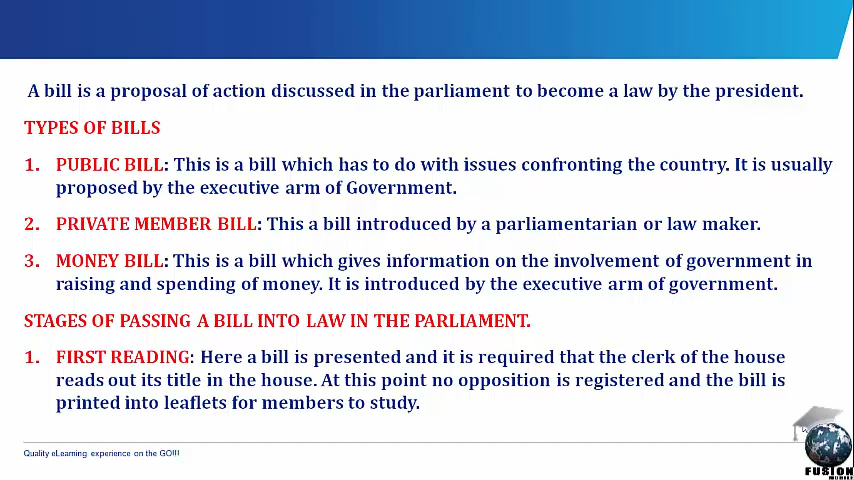 A bill is a proposal of action discussed in the parliament to become a law by the president.
TYPES OF BILLS
1. PUBLIC BILL: This is a bill which has to do with issues confronting the country. It is usually
proposed by the executive arm of Government.
2. PRIVATE MEMBER BILL: This a bill introduced by a parliamentarian or law maker.
3. MONEY BILL: This is a bill which gives information on the involvement of government in
raising and spending of money. It is introduced by the executive arm of government.
STAGES OF PASSING A BILL INTO LAW IN THE PARLIAMENT.
1. FIRST READING: Here a bill is presented and it is required that the clerk of the house
reads out its title in the house. At this point no opposition is registered and the bill is
printed into leaflets for members to study.
Quality eLearning experience on the GO!!!
FUSION
MOBILE